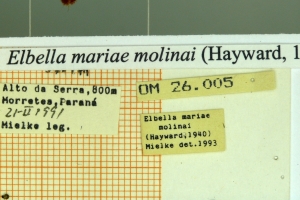 Elbella mariae molinai (Hayward, 1
Alto da Serra, 800m
Morretes, Paraná
21-II 1991
Mielke leg.
OM 26.005
Elbella mariae
molinai
(Hayward, 1940)
Mielke det. 1993